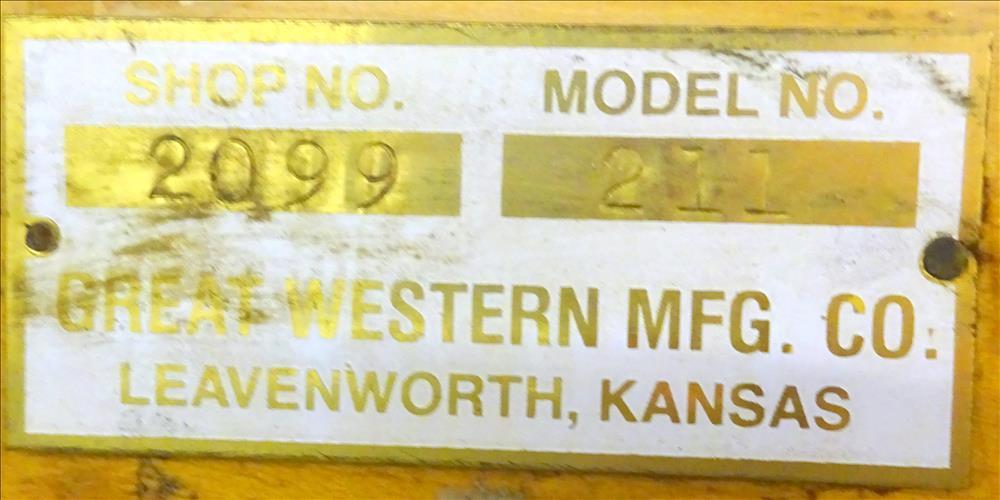 SHOP NO. MODEL NO.
2099 211
GREAT WESTERN MFG. CO.
LEAVENWORTH, KANSAS